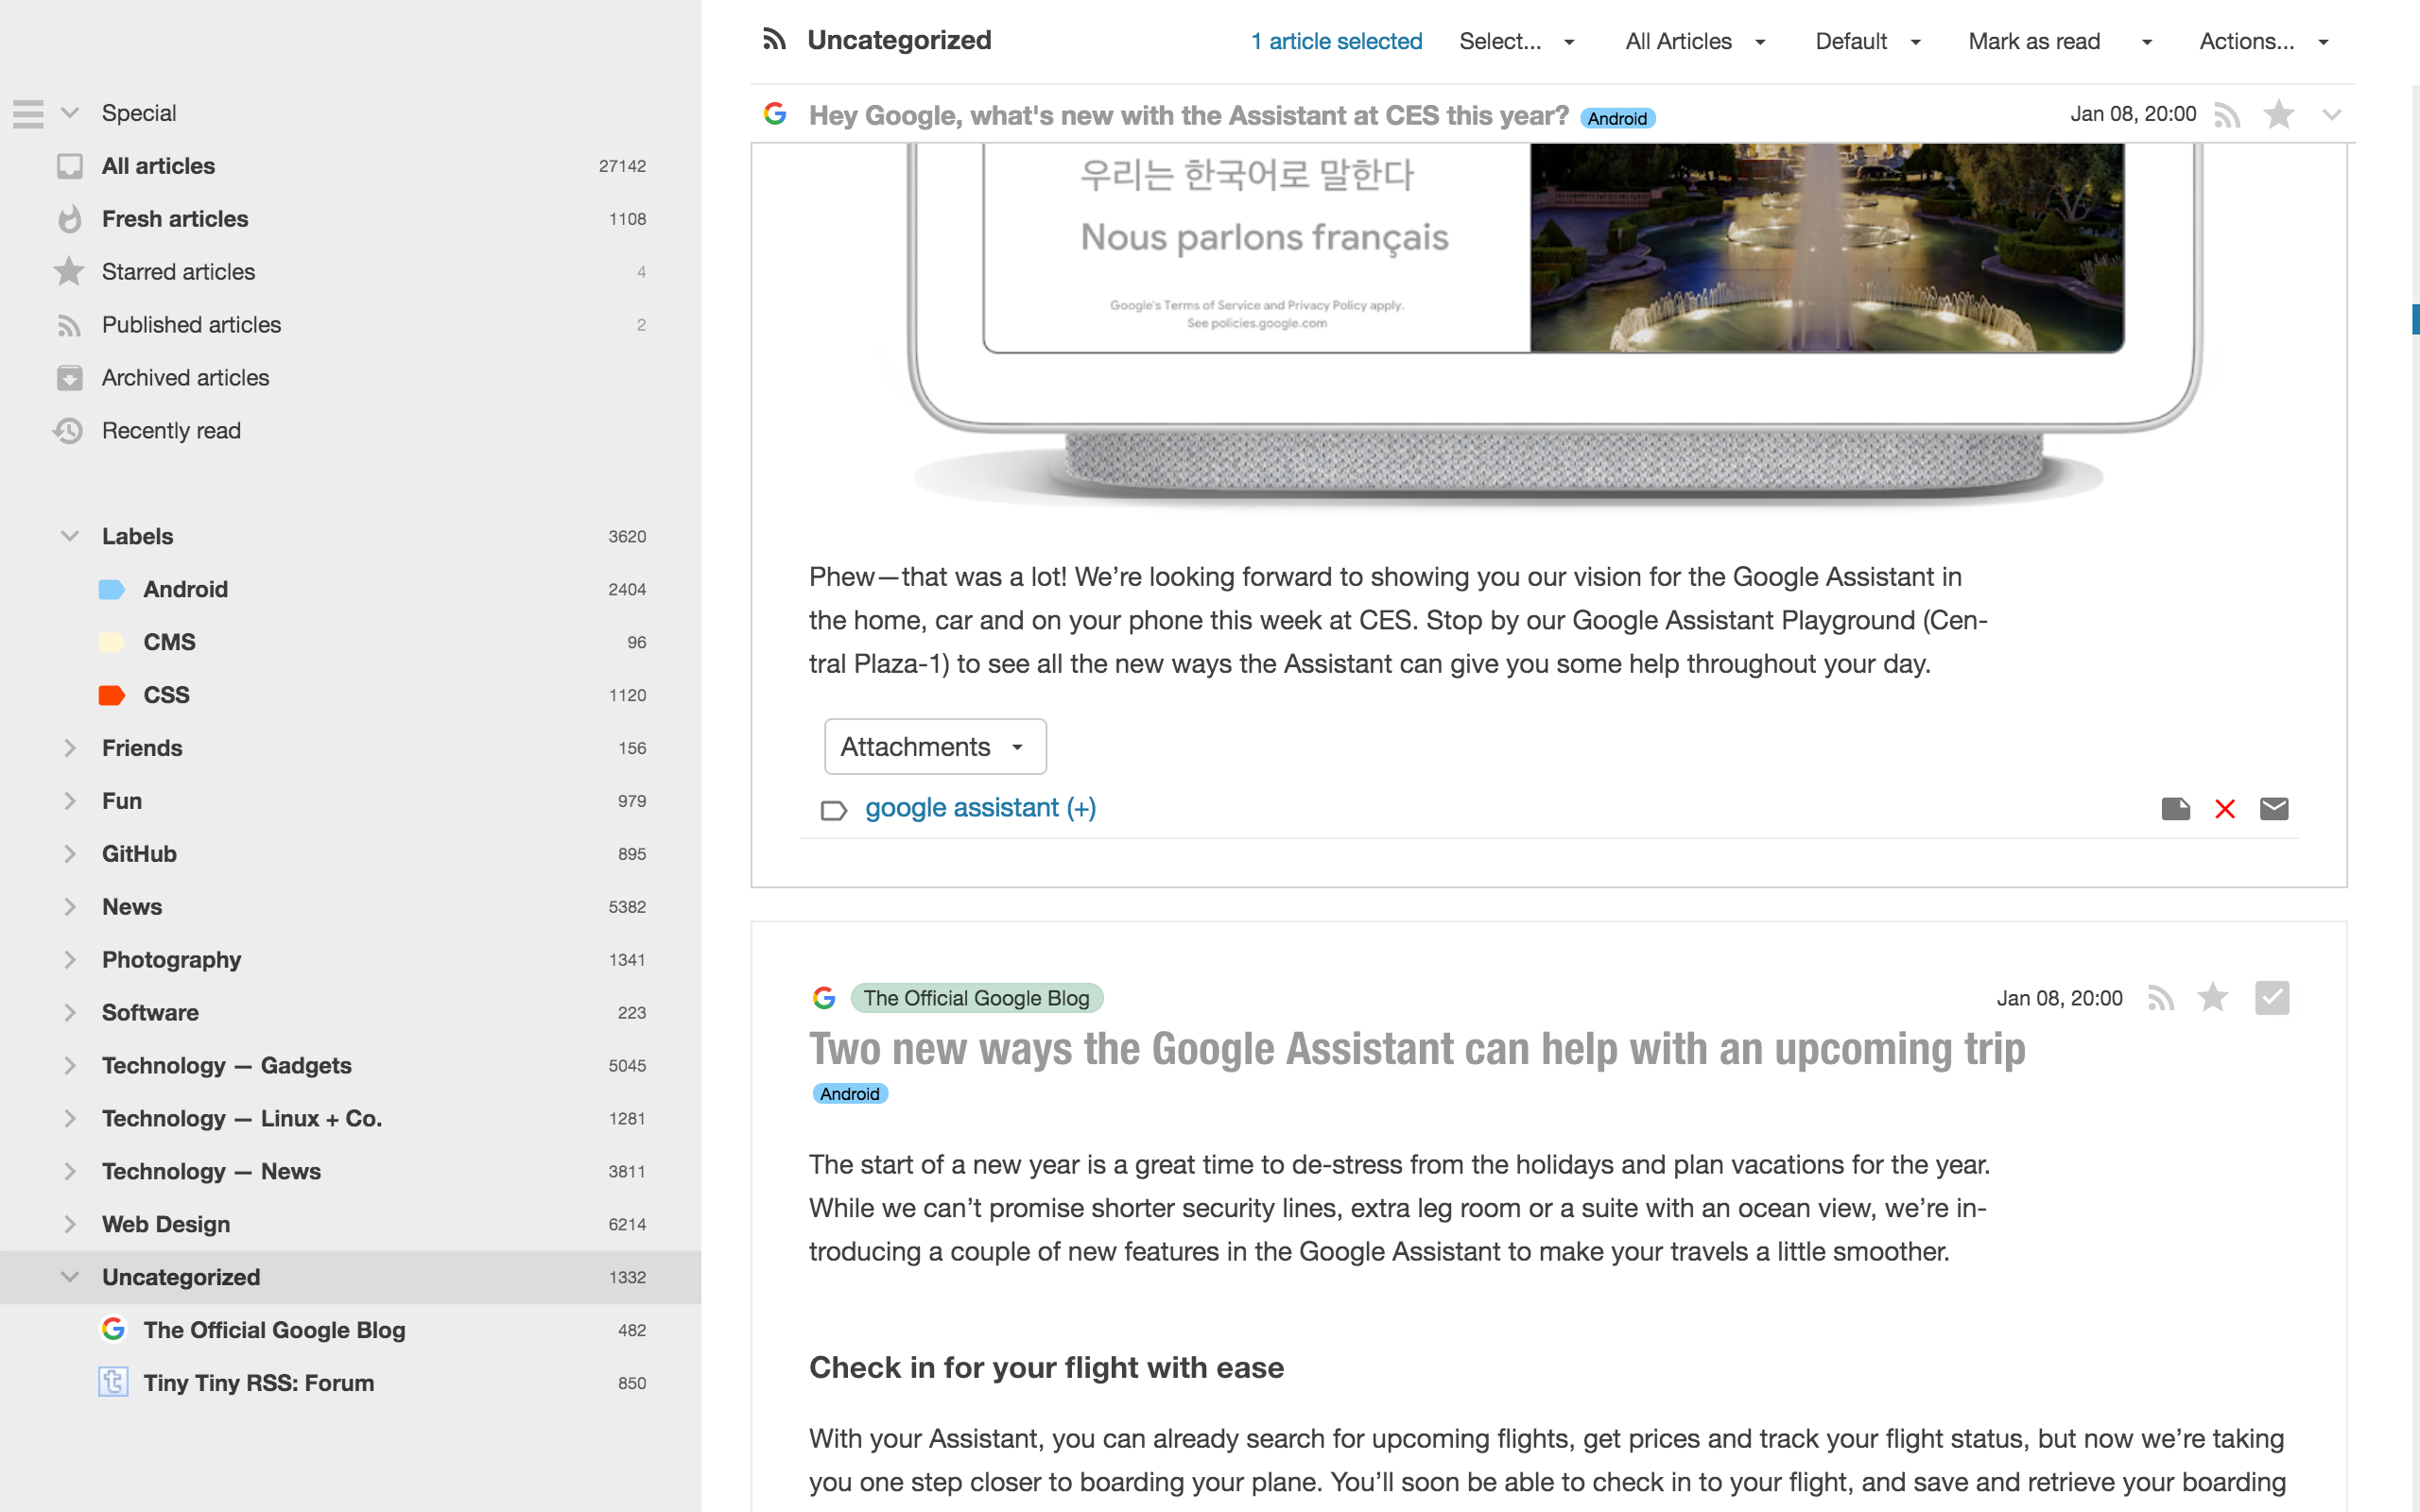 Special
All articles 27142
Fresh articles 1108
Starred articles 4
Published articles 2
Archived articles
Recently read
Labels 3620
Android 2404
CMS 96
CSS 1120
Friends 156
Fun 979
GitHub 895
News 5382
Photography 1341
Software 223
Technology — Gadgets 5045
Technology — Linux + Co. 1281
Technology — News 3811
Web Design 6214
Uncategorized 1332
The Official Google Blog 482
Tiny Tiny RSS: Forum 850
Uncategorized 1 article selected Select... All Articles Default Mark as read Actions...
Hey Google, what's new with the Assistant at CES this year? Android Jan 08, 20:00
우리는 한국어로 말한다
Nous parlons français
Google's Terms of Service and Privacy Policy apply.
See policies.google.com
Phew—that was a lot! We’re looking forward to showing you our vision for the Google Assistant in
the home, car and on your phone this week at CES. Stop by our Google Assistant Playground (Cen-
tral Plaza-1) to see all the new ways the Assistant can give you some help throughout your day.
Attachments
google assistant (+)
The Official Google Blog Jan 08, 20:00
Two new ways the Google Assistant can help with an upcoming trip
Android
The start of a new year is a great time to de-stress from the holidays and plan vacations for the year.
While we can’t promise shorter security lines, extra leg room or a suite with an ocean view, we’re in-
troducing a couple of new features in the Google Assistant to make your travels a little smoother.
Check in for your flight with ease
With your Assistant, you can already search for upcoming flights, get prices and track your flight status, but now we’re taking
you one step closer to boarding your plane. You’ll soon be able to check in to your flight, and save and retrieve your boarding